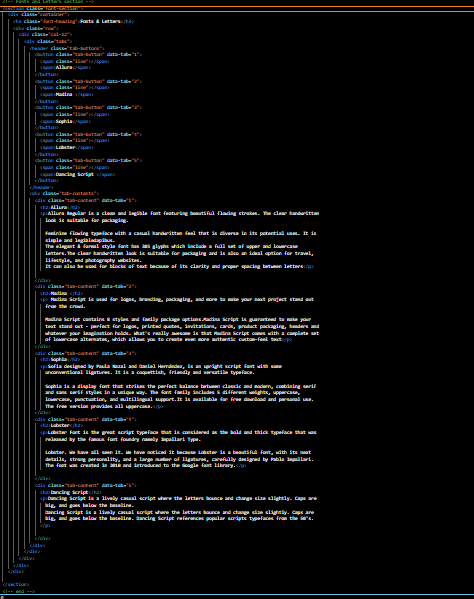 <!-- Fonts and Letters section -->
<section class="font-section">
<div class="container">
<h3 class="font-heading">Fonts & Letters</h3>
<div class="row">
<div class="col-12">
<div class="tabs">
<header class="tab-buttons">
<button class="tab-button" data-tab="1">
<span class="line"></span>
<span>Allura</span>
</button>
<button class="tab-button" data-tab="2">
<span class="line"></span>
<span>Madina </span>
</button>
<button class="tab-button" data-tab="3">
<span class="line"></span>
<span>Sophia</span>
</button>
<button class="tab-button" data-tab="4">
<span class="line"></span>
<span>Lobster</span>
</button>
<button class="tab-button" data-tab="5">
<span class="line"></span>
<span>Dancing Script </span>
</button>
</header>
<div class="tab-contents">
<div class="tab-content" data-tab="1">
<h2>Allura</h2>
<p>Allura Regular is a clean and legible font featuring beautiful flowing strokes. The clear handwritten
look is suitable for packaging.
Feminine flowing typeface with a casual handwritten feel that is diverse in its potential uses. It is
simple and legible
The elegant & formal style font has 385 glyphs which include a full set of upper and lowercase
letters.The clear handwritten look is suitable for packaging and is also an ideal option for travel,
lifestyle, and photography websites.
It can also be used for blocks of text because of its clarity and proper spacing between letters</p>
</div>
<div class="tab-content" data-tab="2">
<h2>Madina </h2>
<p> Madina Script is used for logos, branding, packaging, and more to make your next project stand out
from the crowd.
Madina Script contains 8 styles and family package options.Madina Script is guaranteed to make your
text stand out - perfect for logos, printed quotes, invitations, cards, product packaging, headers and
whatever your imagination holds. What's really awesome is that Madina Script comes with a complete set
of lowercase alternates, which allows you to create even more authentic custom-feel text</p>
</div>
<div class="tab-content" data-tab="3">
<h2>Sophia</h2>
<p>Sofia designed by Paula Nazal and Daniel Hernández, is an upright script font with some
unconventional ligatures. It is a coquettish, friendly and versatile typeface.
Sophia is a display font that strikes the perfect balance between classic and modern, combining serif
and sans serif styles in a unique way. The font family includes 5 different weights, uppercase,
lowercase, punctuation, and multilingual support.It is available for free download and personal use.
The free version provides all uppercase.</p>
</div>
<div class="tab-content" data-tab="4">
<h2>Lobster</h2>
<p>Lobster Font is the great script typeface that is considered as the bold and thick typeface that was
released by the famous font foundry namely Impallari Type.
Lobster. We have all seen it. We have noticed it because Lobster is a beautiful font, with its neat
details, strong personality, and a large number of ligatures, carefully designed by Pablo Impallari.
The font was created in 2010 and introduced to the Google font library.</p>
</div>
<div class="tab-content" data-tab="5">
<h2>Dancing Script</h2>
<p>Dancing Script is a lively casual script where the letters bounce and change size slightly. Caps are
big, and goes below the baseline.
Dancing Script is a lively casual script where the letters bounce and change size slightly. Caps are
big, and goes below the baseline. Dancing Script references popular scripts typefaces from the 50's.
</p>
</div>
</div>
</div>
</div>
</div>
</div>
</section>
<!-- end -->